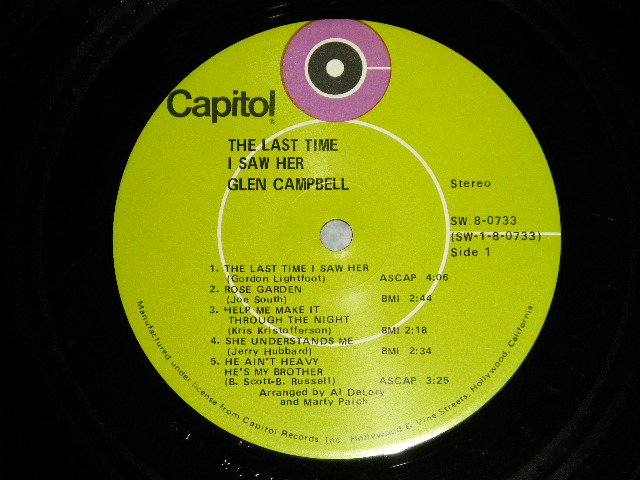 Capitol®
THE LAST TIME
I SAW HER
GLEN CAMPBELL
Stereo
SW 8-0733
(SW-1-8-0733)
Side 1
1. THE LAST TIME I SAW HER
(Gordon Lightfoot) ASCAP 4:06
2. ROSE GARDEN
(Joe South) BMI 2:44
3. HELP ME MAKE IT
THROUGH THE NIGHT
(Kris Kristofferson) BMI 2:18
4. SHE UNDERSTANDS ME
(Jerry Hubbard) BMI 2:34
5. HE AIN'T HEAVY
HE'S MY BROTHER
(B. Scott-B. Russell) ASCAP 3:25
Arranged by Al DeLory
and Marty Paich
Manufactured under license from Capitol Records, Inc., Hollywood & Vine Streets, Hollywood, California.